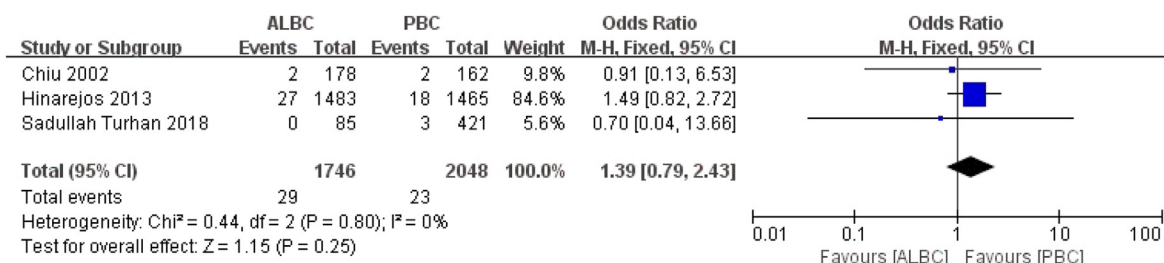 ALBC PBC Odds Ratio Odds Ratio
Study or Subgroup Events Total Events Total Weight M-H, Fixed, 95% CI M-H, Fixed, 95% CI
Chiu 2002 2 178 2 162 9.8% 0.91 [0.13, 6.53]
Hinarejos 2013 27 1483 18 1465 84.6% 1.49 [0.82, 2.72]
Sadullah Turhan 2018 0 85 3 421 5.6% 0.70 [0.04, 13.66]
Total (95% CI) 1746 2048 100.0% 1.39 [0.79, 2.43]
Total events 29 23
Heterogeneity: Chi² = 0.44, df = 2 (P = 0.80); I² = 0%
Test for overall effect: Z = 1.15 (P = 0.25)
0.01 0.1 1 10 100
Favours [ALBC] Favours [PBC]